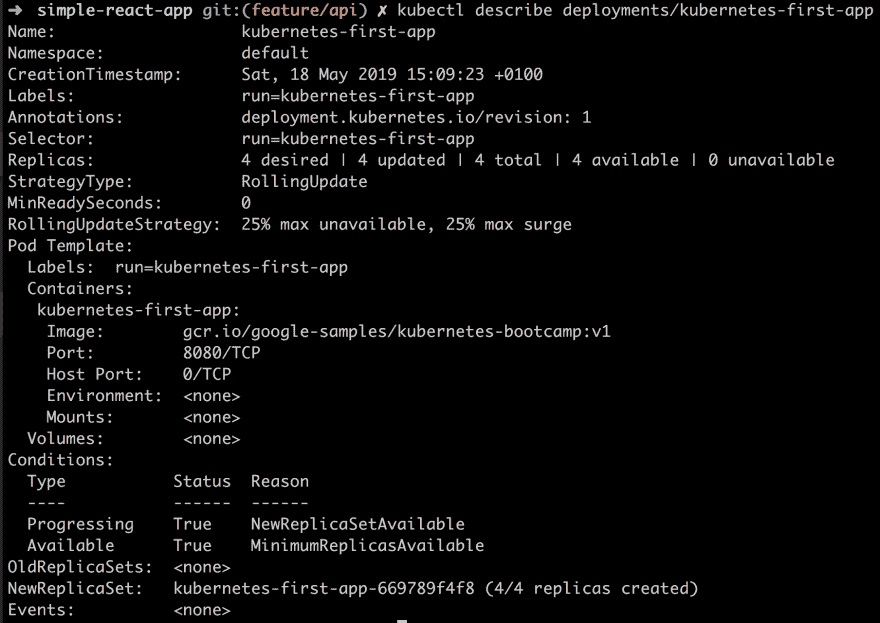 ➜  simple-react-app git:(feature/api) ✗ kubectl describe deployments/kubernetes-first-app
Name:                   kubernetes-first-app
Namespace:              default
CreationTimestamp:      Sat, 18 May 2019 15:09:23 +0100
Labels:                 run=kubernetes-first-app
Annotations:            deployment.kubernetes.io/revision: 1
Selector:               run=kubernetes-first-app
Replicas:               4 desired | 4 updated | 4 total | 4 available | 0 unavailable
StrategyType:           RollingUpdate
MinReadySeconds:        0
RollingUpdateStrategy:  25% max unavailable, 25% max surge
Pod Template:
  Labels:  run=kubernetes-first-app
  Containers:
   kubernetes-first-app:
    Image:        gcr.io/google-samples/kubernetes-bootcamp:v1
    Port:         8080/TCP
    Host Port:    0/TCP
    Environment:  <none>
    Mounts:       <none>
  Volumes:        <none>
Conditions:
  Type           Status  Reason
  ----           ------  ------
  Progressing    True    NewReplicaSetAvailable
  Available      True    MinimumReplicasAvailable
OldReplicaSets:  <none>
NewReplicaSet:   kubernetes-first-app-669789f4f8 (4/4 replicas created)
Events:          <none>